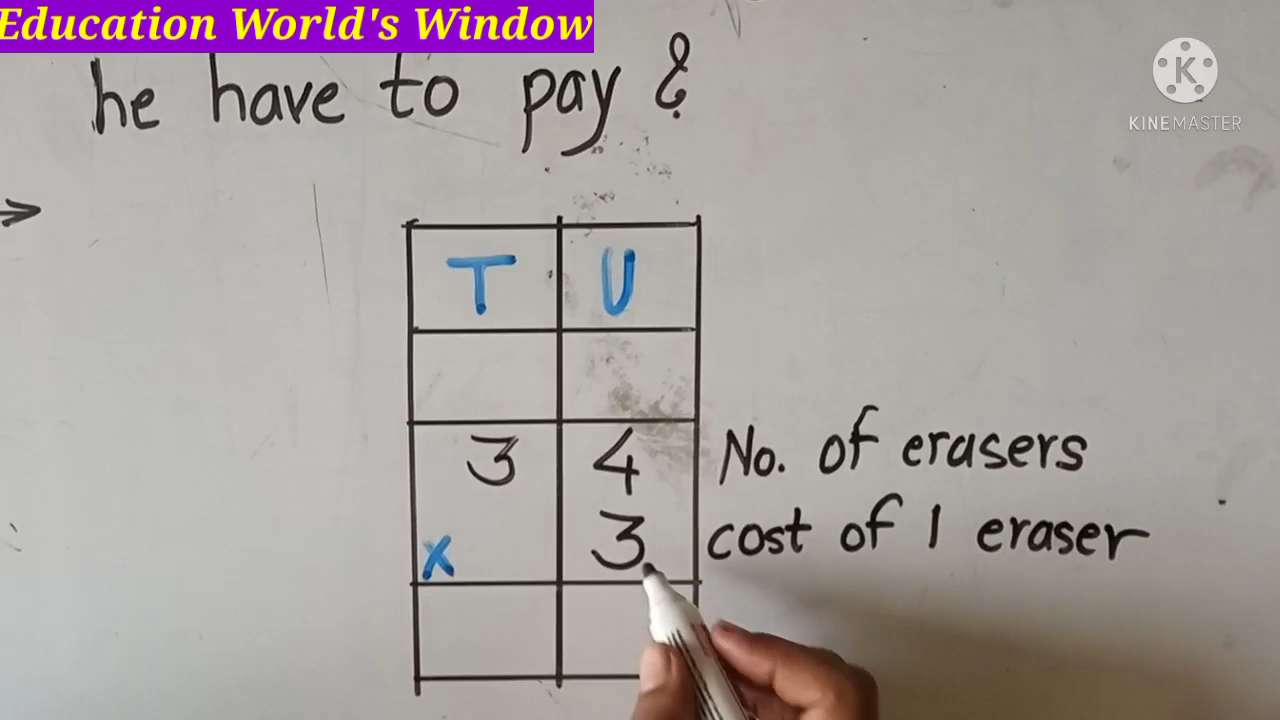 Education World's Window
he have to pay ?
KINEMASTER
T U
3 4 No. of erasers
x 3 cost of 1 eraser